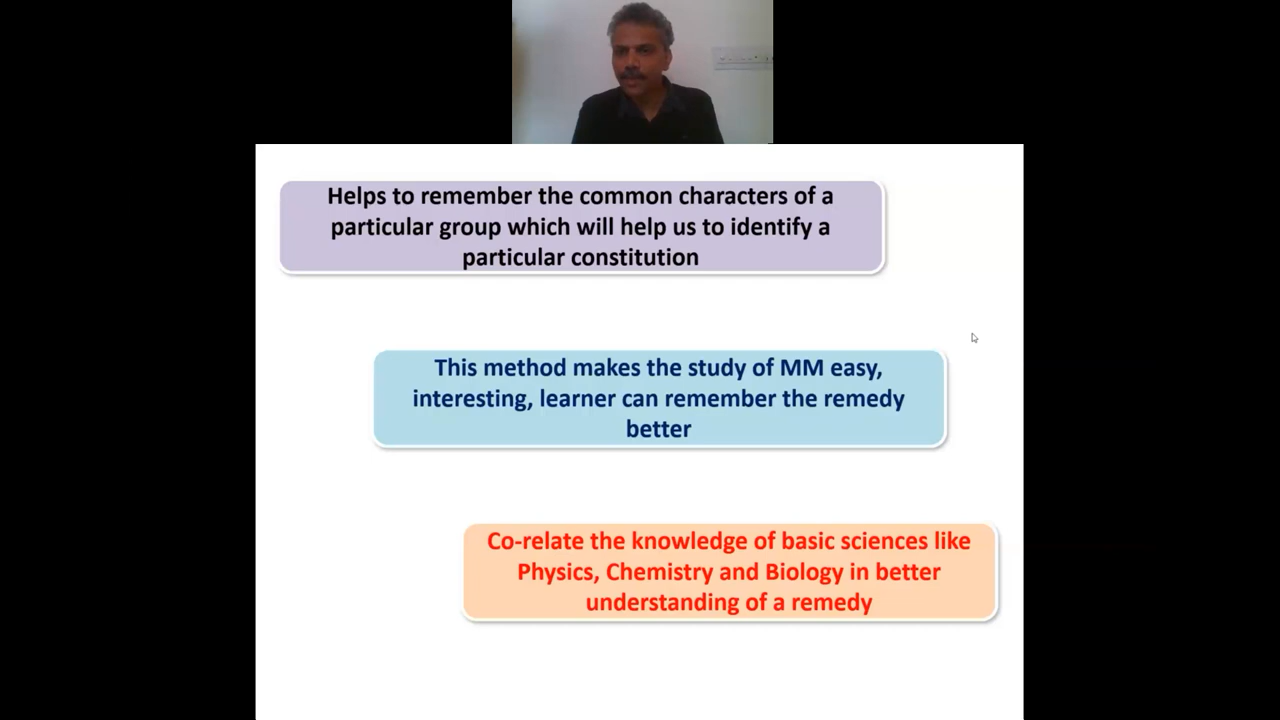 Helps to remember the common characters of a
particular group which will help us to identify a
particular constitution
This method makes the study of MM easy,
interesting, learner can remember the remedy
better
Co-relate the knowledge of basic sciences like
Physics, Chemistry and Biology in better
understanding of a remedy